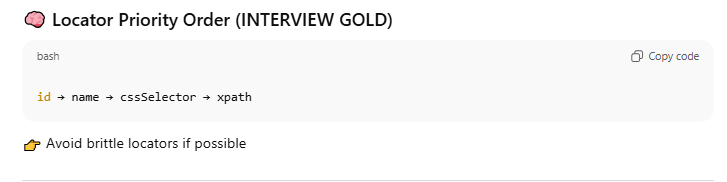 🧠 Locator Priority Order (INTERVIEW GOLD)
bash
Copy code
id → name → cssSelector → xpath
👉 Avoid brittle locators if possible